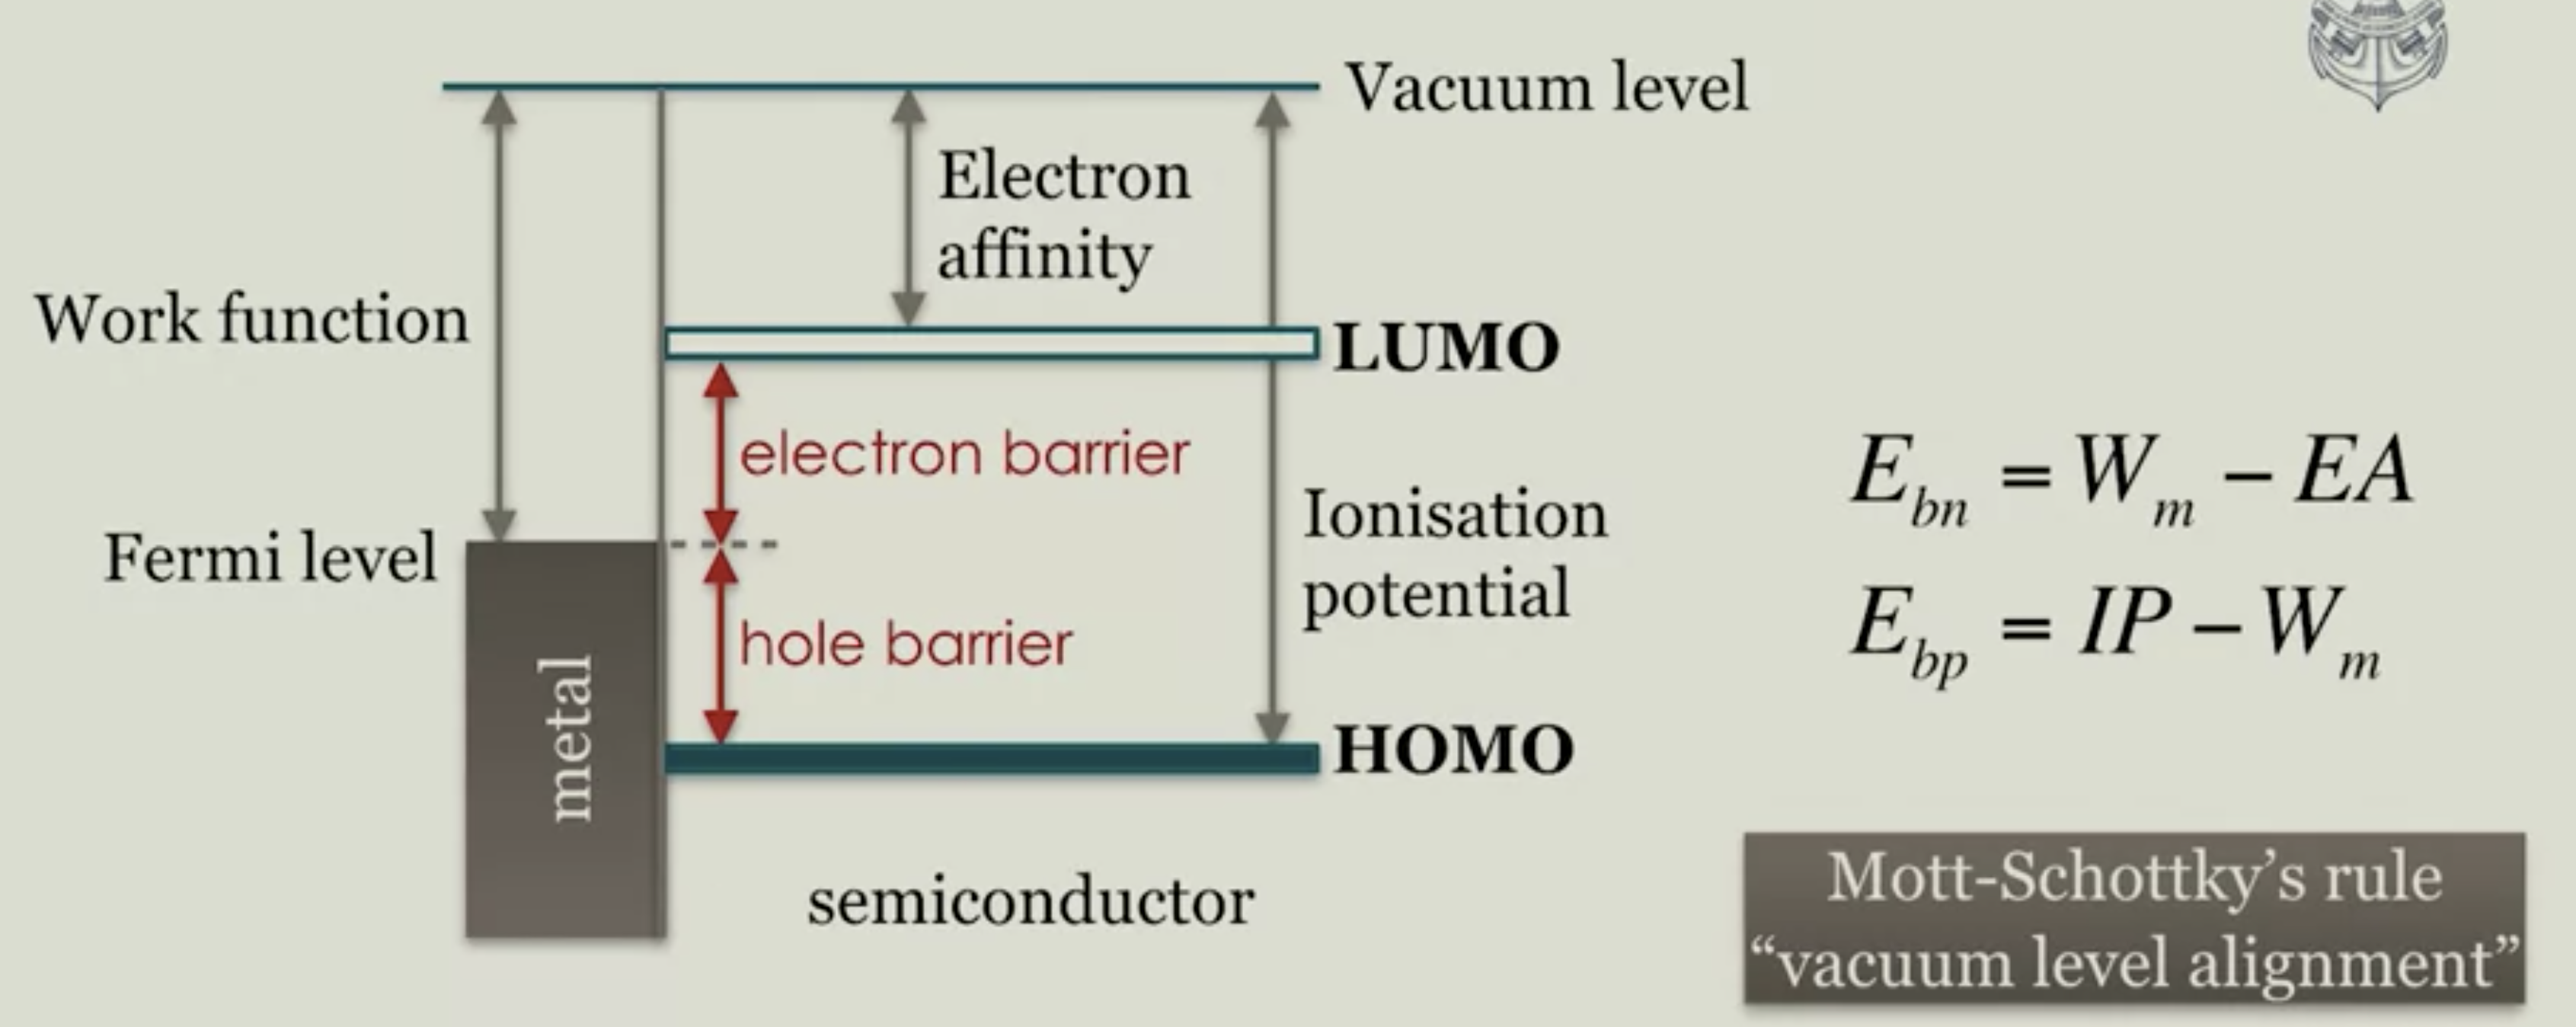 Vacuum level
Electron
affinity
Work function
LUMO
electron barrier
E_{bn} = W_m − EA
Ionisation
potential
Fermi level
hole barrier
E_{bp} = IP − W_m
metal
HOMO
semiconductor
Mott-Schottky’s rule
“vacuum level alignment”